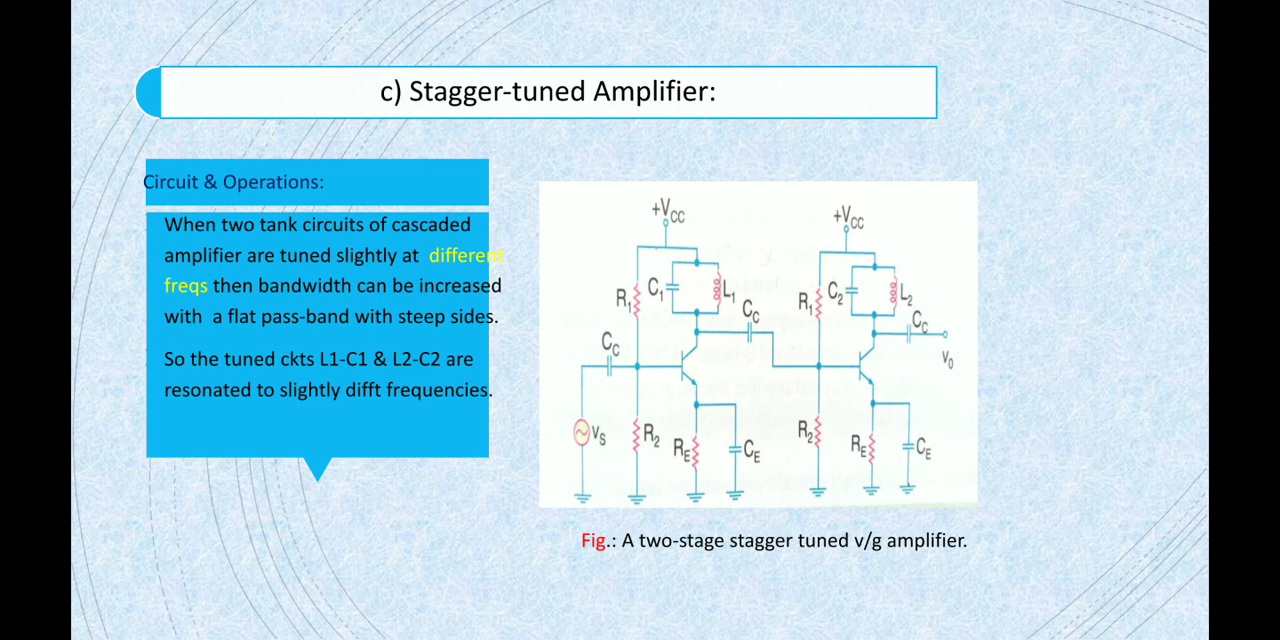 c) Stagger-tuned Amplifier:
Circuit & Operations:
When two tank circuits of cascaded
amplifier are tuned slightly at different
freqs then bandwidth can be increased
with a flat pass-band with steep sides.
So the tuned ckts L1-C1 & L2-C2 are
resonated to slightly difft frequencies.
+VCC
+VCC
R1
C1
L1
CC
R1
C2
L2
CC
CC
V0
VS
R2
RE
CE
R2
RE
CE
Fig.: A two-stage stagger tuned v/g amplifier.